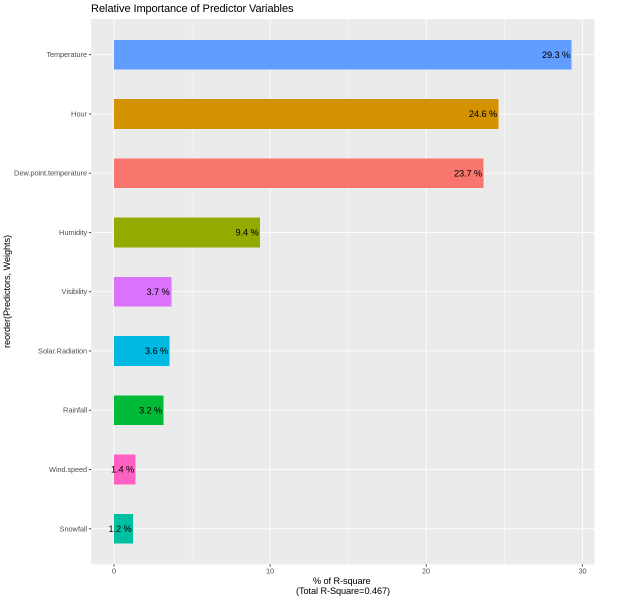 Relative Importance of Predictor Variables
Temperature
29.3 %
Hour
24.6 %
Dew.point.temperature
23.7 %
Humidity
9.4 %
Visibility
3.7 %
Solar.Radiation
3.6 %
Rainfall
3.2 %
Wind.speed
1.4 %
Snowfall
1.2 %
reorder(Predictors, Weights)
0 10 20 30
% of R-square
(Total R-Square=0.467)